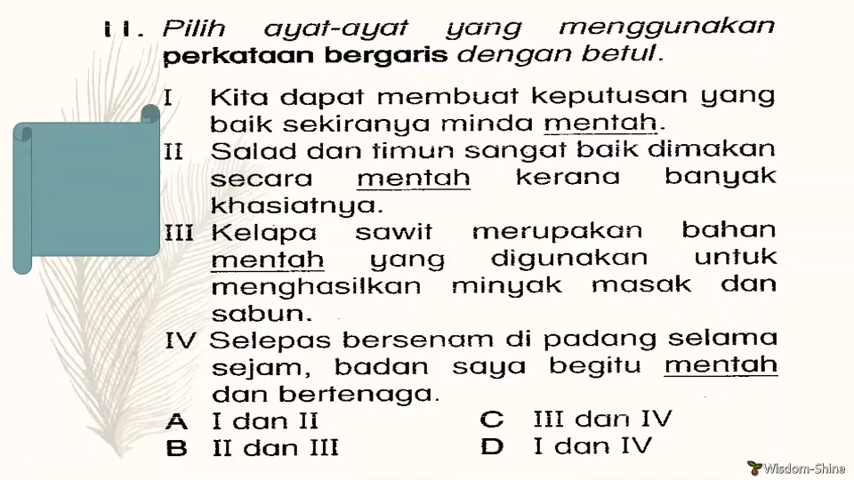 11. Pilih ayat-ayat yang menggunakan
perkataan bergaris dengan betul.
I Kita dapat membuat keputusan yang
baik sekiranya minda mentah.
II Salad dan timun sangat baik dimakan
secara mentah kerana banyak
khasiatnya.
III Kelapa sawit merupakan bahan
mentah yang digunakan untuk
menghasilkan minyak masak dan
sabun.
IV Selepas bersenam di padang selama
sejam, badan saya begitu mentah
dan bertenaga.
A I dan II C III dan IV
B II dan III D I dan IV
Wisdom-Shine